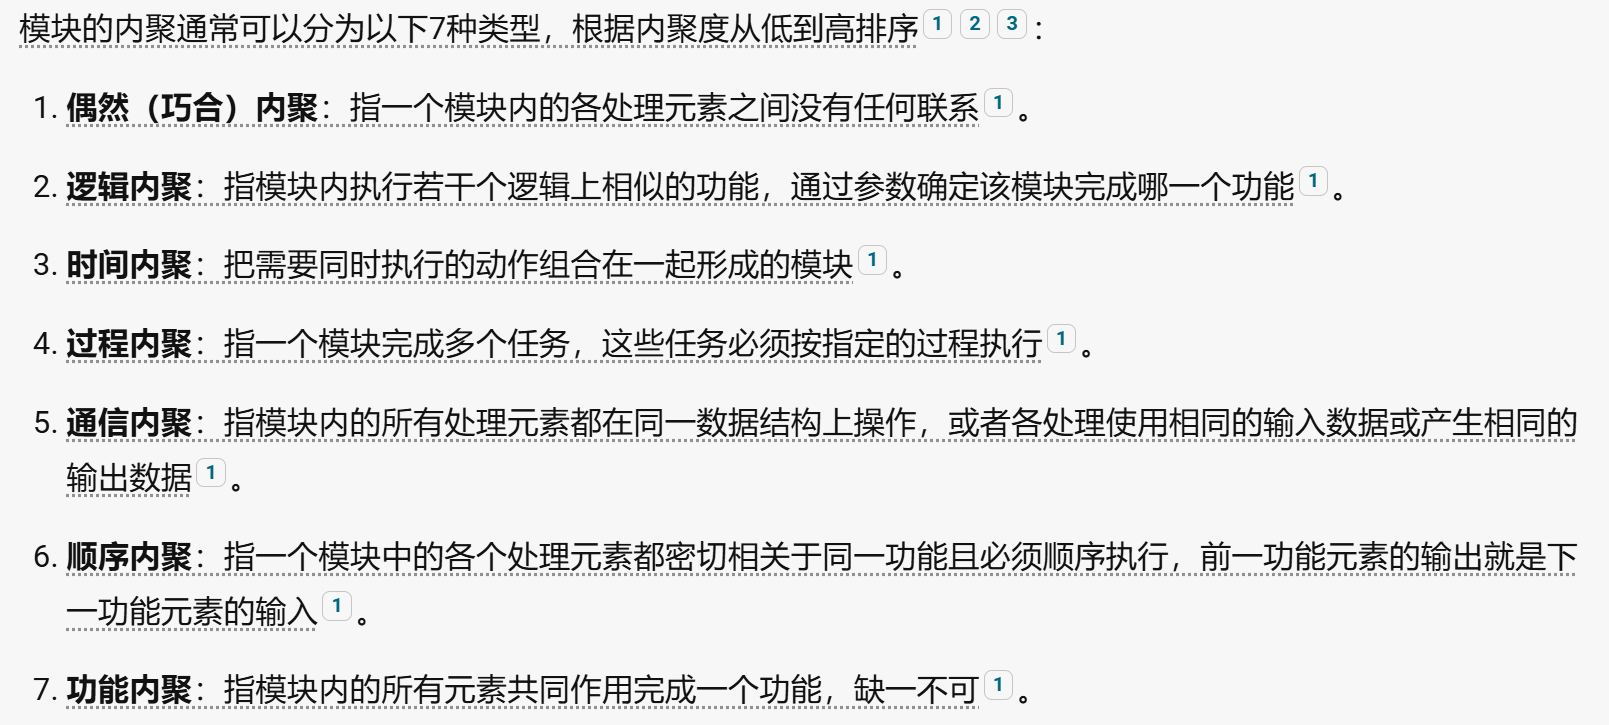 模块的内聚通常可以分为以下7种类型，根据内聚度从低到高排序 1 2 3 ：
1. 偶然（巧合）内聚：指一个模块内的各处理元素之间没有任何联系 1 。
2. 逻辑内聚：指模块内执行若干个逻辑上相似的功能，通过参数确定该模块完成哪一个功能 1 。
3. 时间内聚：把需要同时执行的动作组合在一起形成的模块 1 。
4. 过程内聚：指一个模块完成多个任务，这些任务必须按指定的过程执行 1 。
5. 通信内聚：指模块内的所有处理元素都在同一数据结构上操作，或者各处理使用相同的输入数据或产生相同的
输出数据 1 。
6. 顺序内聚：指一个模块中的各个处理元素都密切相关于同一功能且必须顺序执行，前一功能元素的输出就是下
一功能元素的输入 1 。
7. 功能内聚：指模块内的所有元素共同作用完成一个功能，缺一不可 1 。